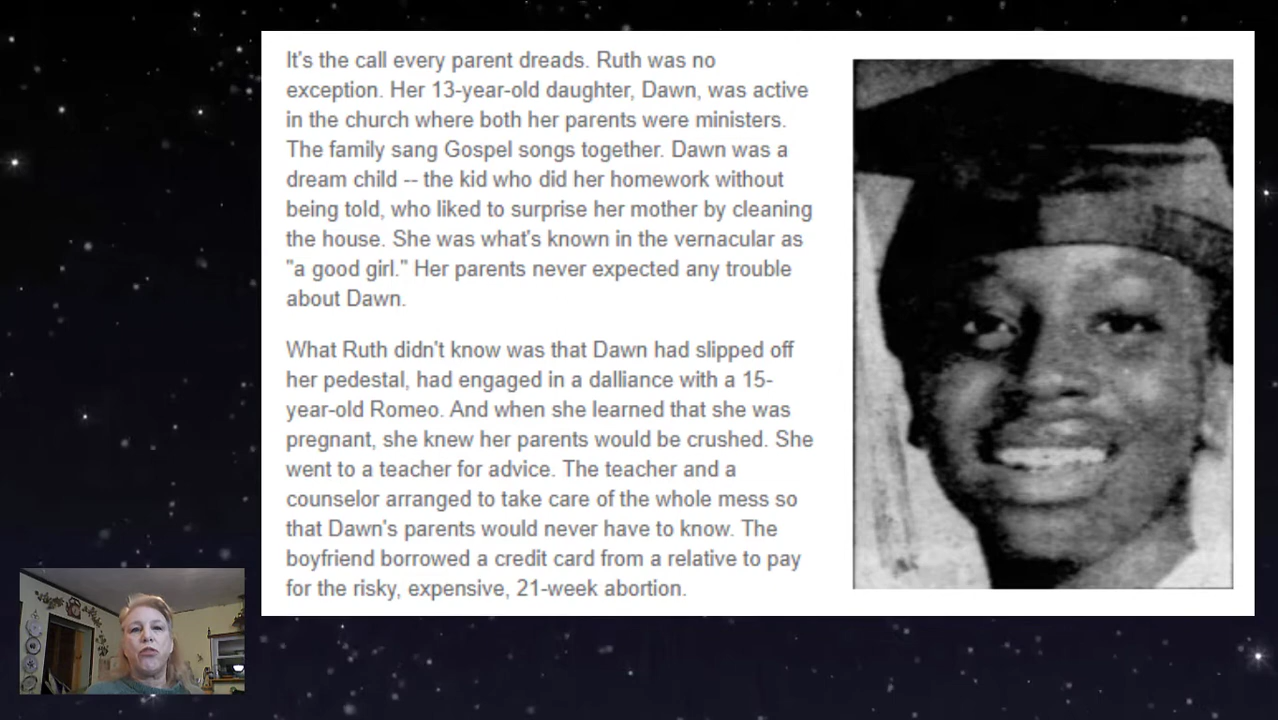 It's the call every parent dreads. Ruth was no
exception. Her 13-year-old daughter, Dawn, was active
in the church where both her parents were ministers.
The family sang Gospel songs together. Dawn was a
dream child -- the kid who did her homework without
being told, who liked to surprise her mother by cleaning
the house. She was what's known in the vernacular as
"a good girl." Her parents never expected any trouble
about Dawn.
What Ruth didn't know was that Dawn had slipped off
her pedestal, had engaged in a dalliance with a 15-
year-old Romeo. And when she learned that she was
pregnant, she knew her parents would be crushed. She
went to a teacher for advice. The teacher and a
counselor arranged to take care of the whole mess so
that Dawn's parents would never have to know. The
boyfriend borrowed a credit card from a relative to pay
for the risky, expensive, 21-week abortion.